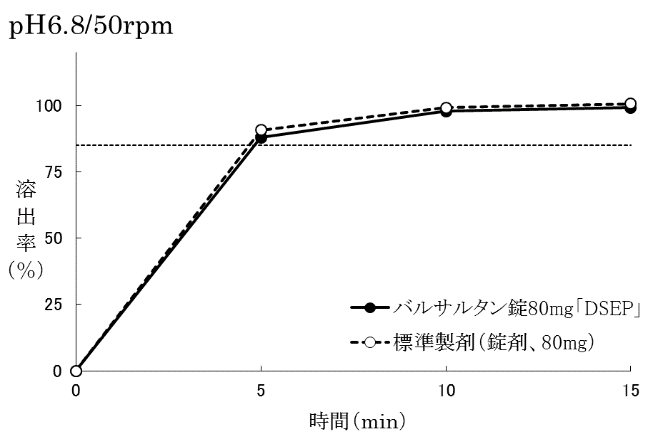 pH6.8/50rpm
100
75
50
25
0
溶出率(%)
0 5 10 15
時間(min)
バルサルタン錠80mg「DSEP」
標準製剤(錠剤、80mg)